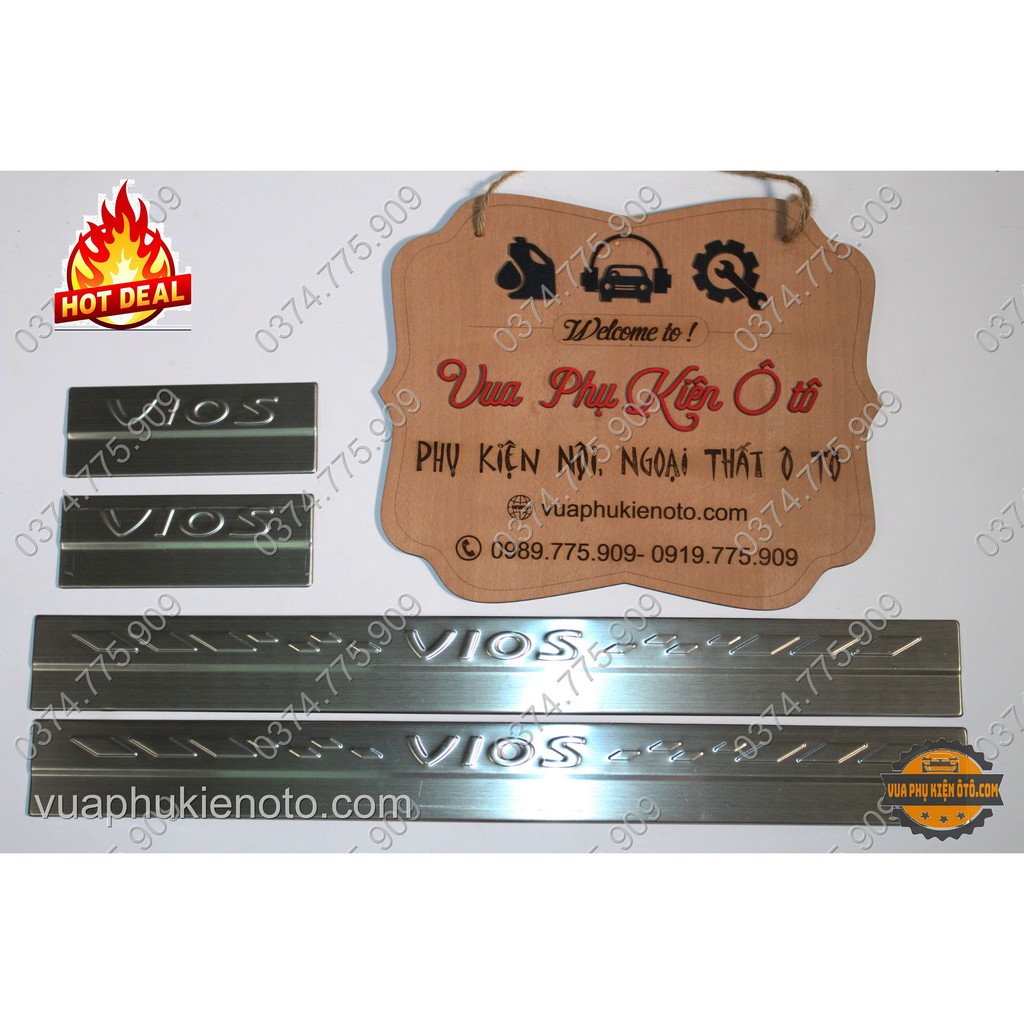 HOT DEAL
Welcome to !
Vua Phụ Kiện Ô tô
PHỤ KIỆN NỘI, NGOẠI THẤT Ô TÔ
www
vuaphukienoto.com
0989.775.909- 0919.775.909
VIOS
VIOS
VIOS
VIOS
vuaphukienoto.com
VUA PHỤ KIỆN ÔTÔ.COM
0374.775.909